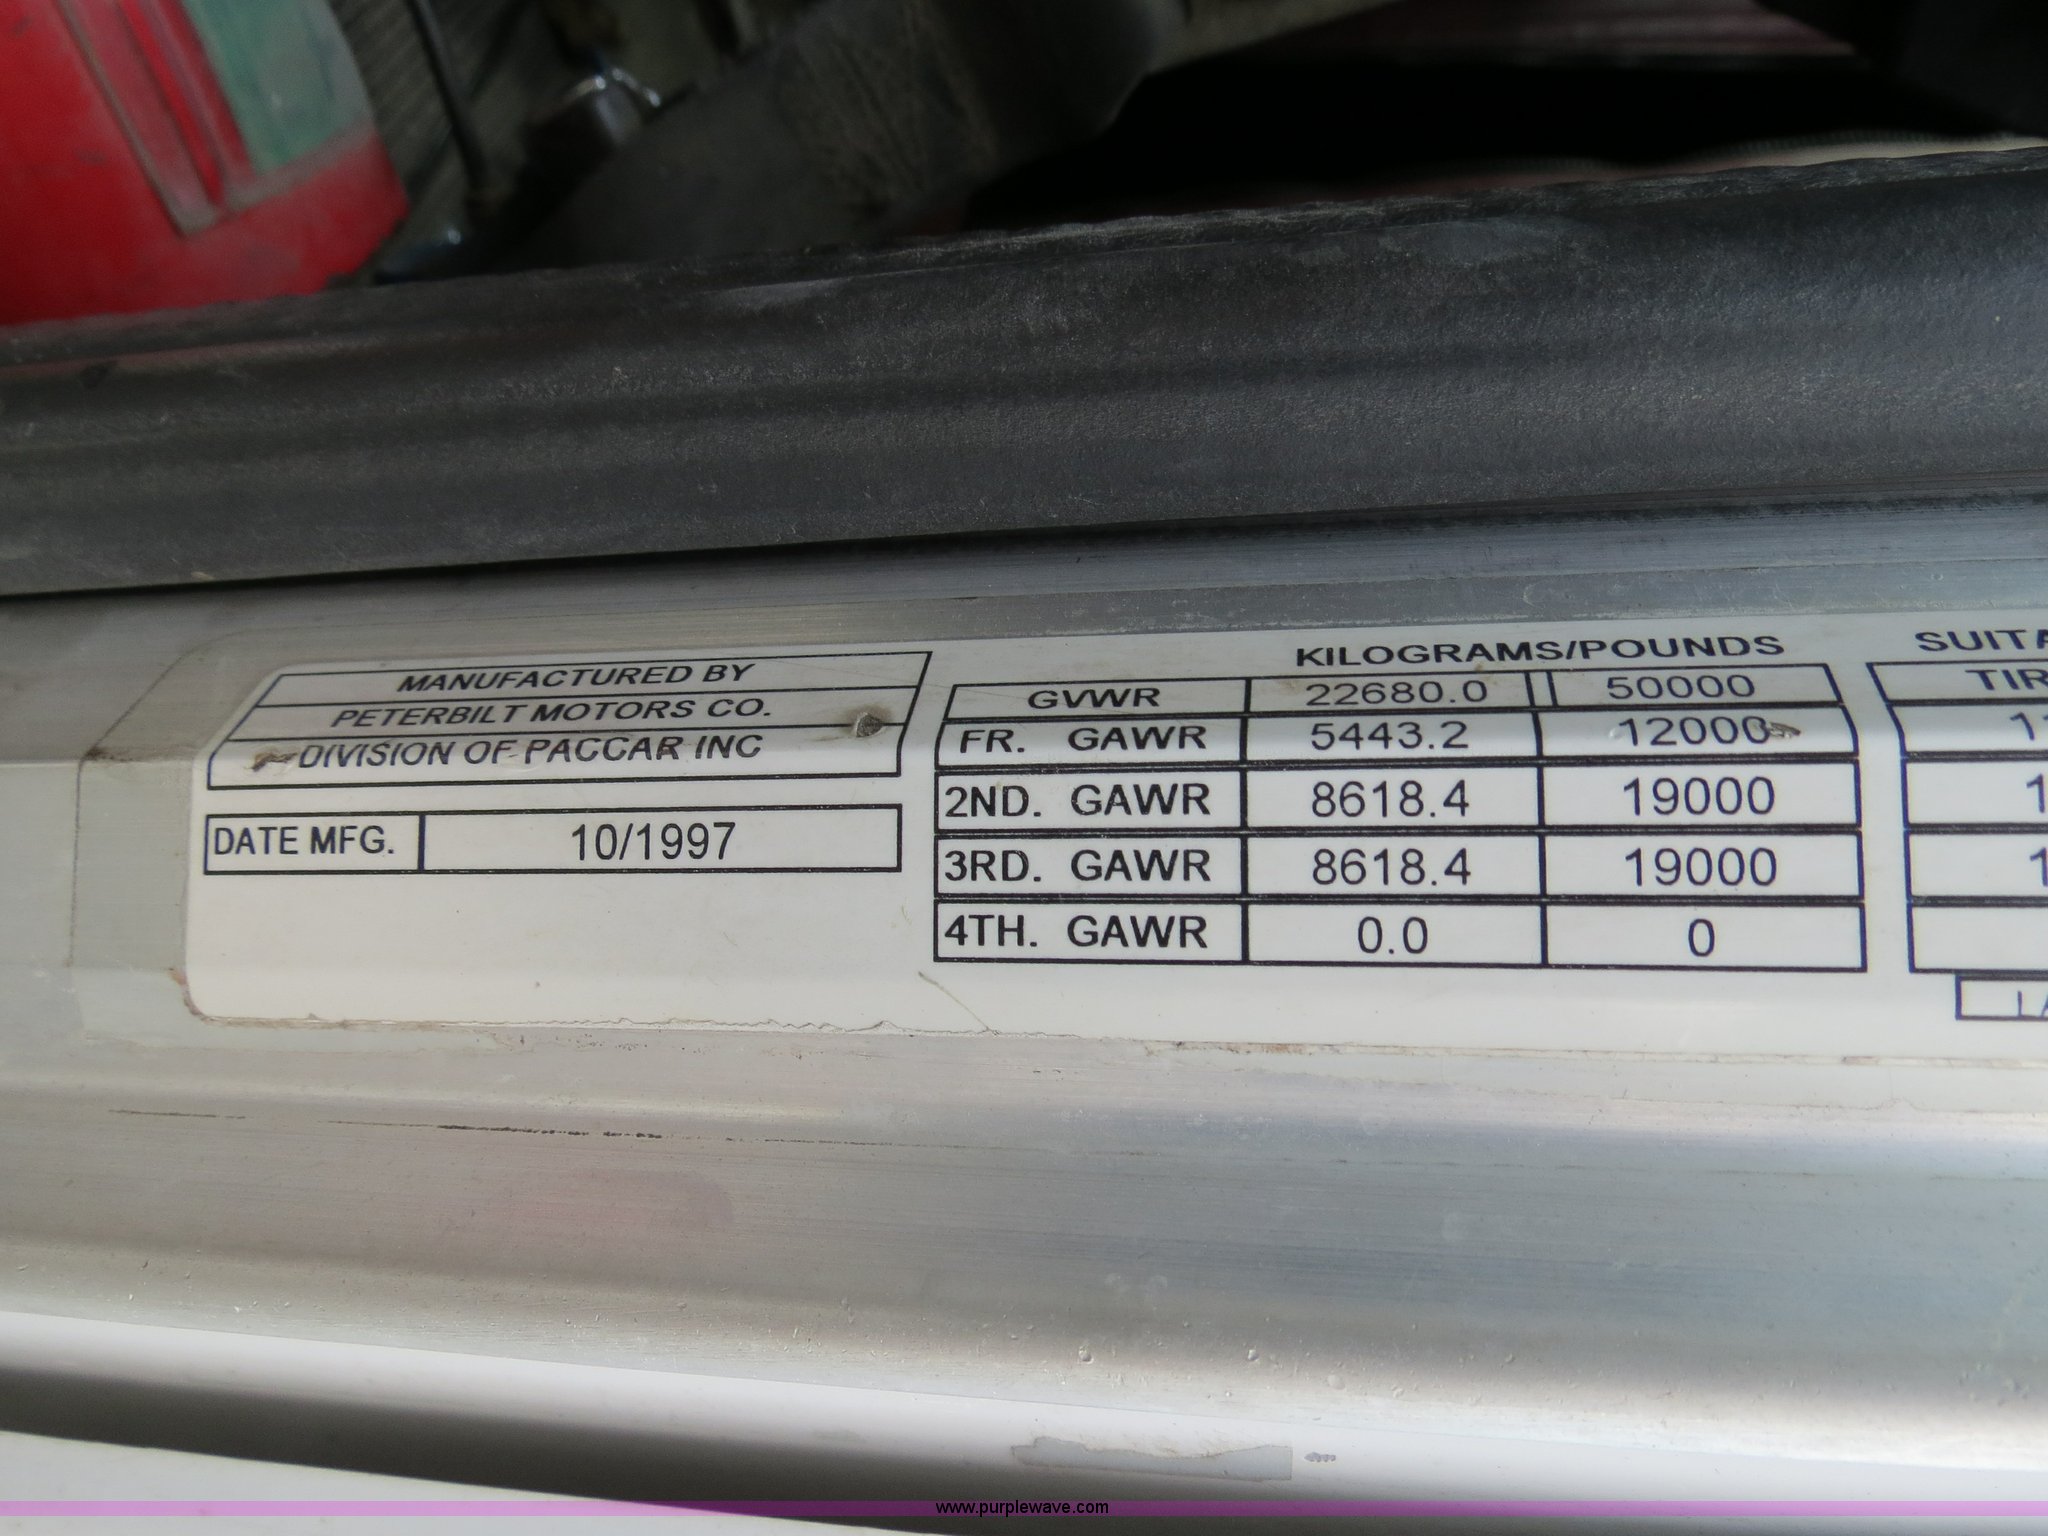 MANUFACTURED BY
PETERBILT MOTORS CO.
DIVISION OF PACCAR INC
DATE MFG. 10/1997
KILOGRAMS/POUNDS
GVWR 22680.0 50000
FR. GAWR 5443.2 12000
2ND. GAWR 8618.4 19000
3RD. GAWR 8618.4 19000
4TH. GAWR 0.0 0
www.purplewave.com